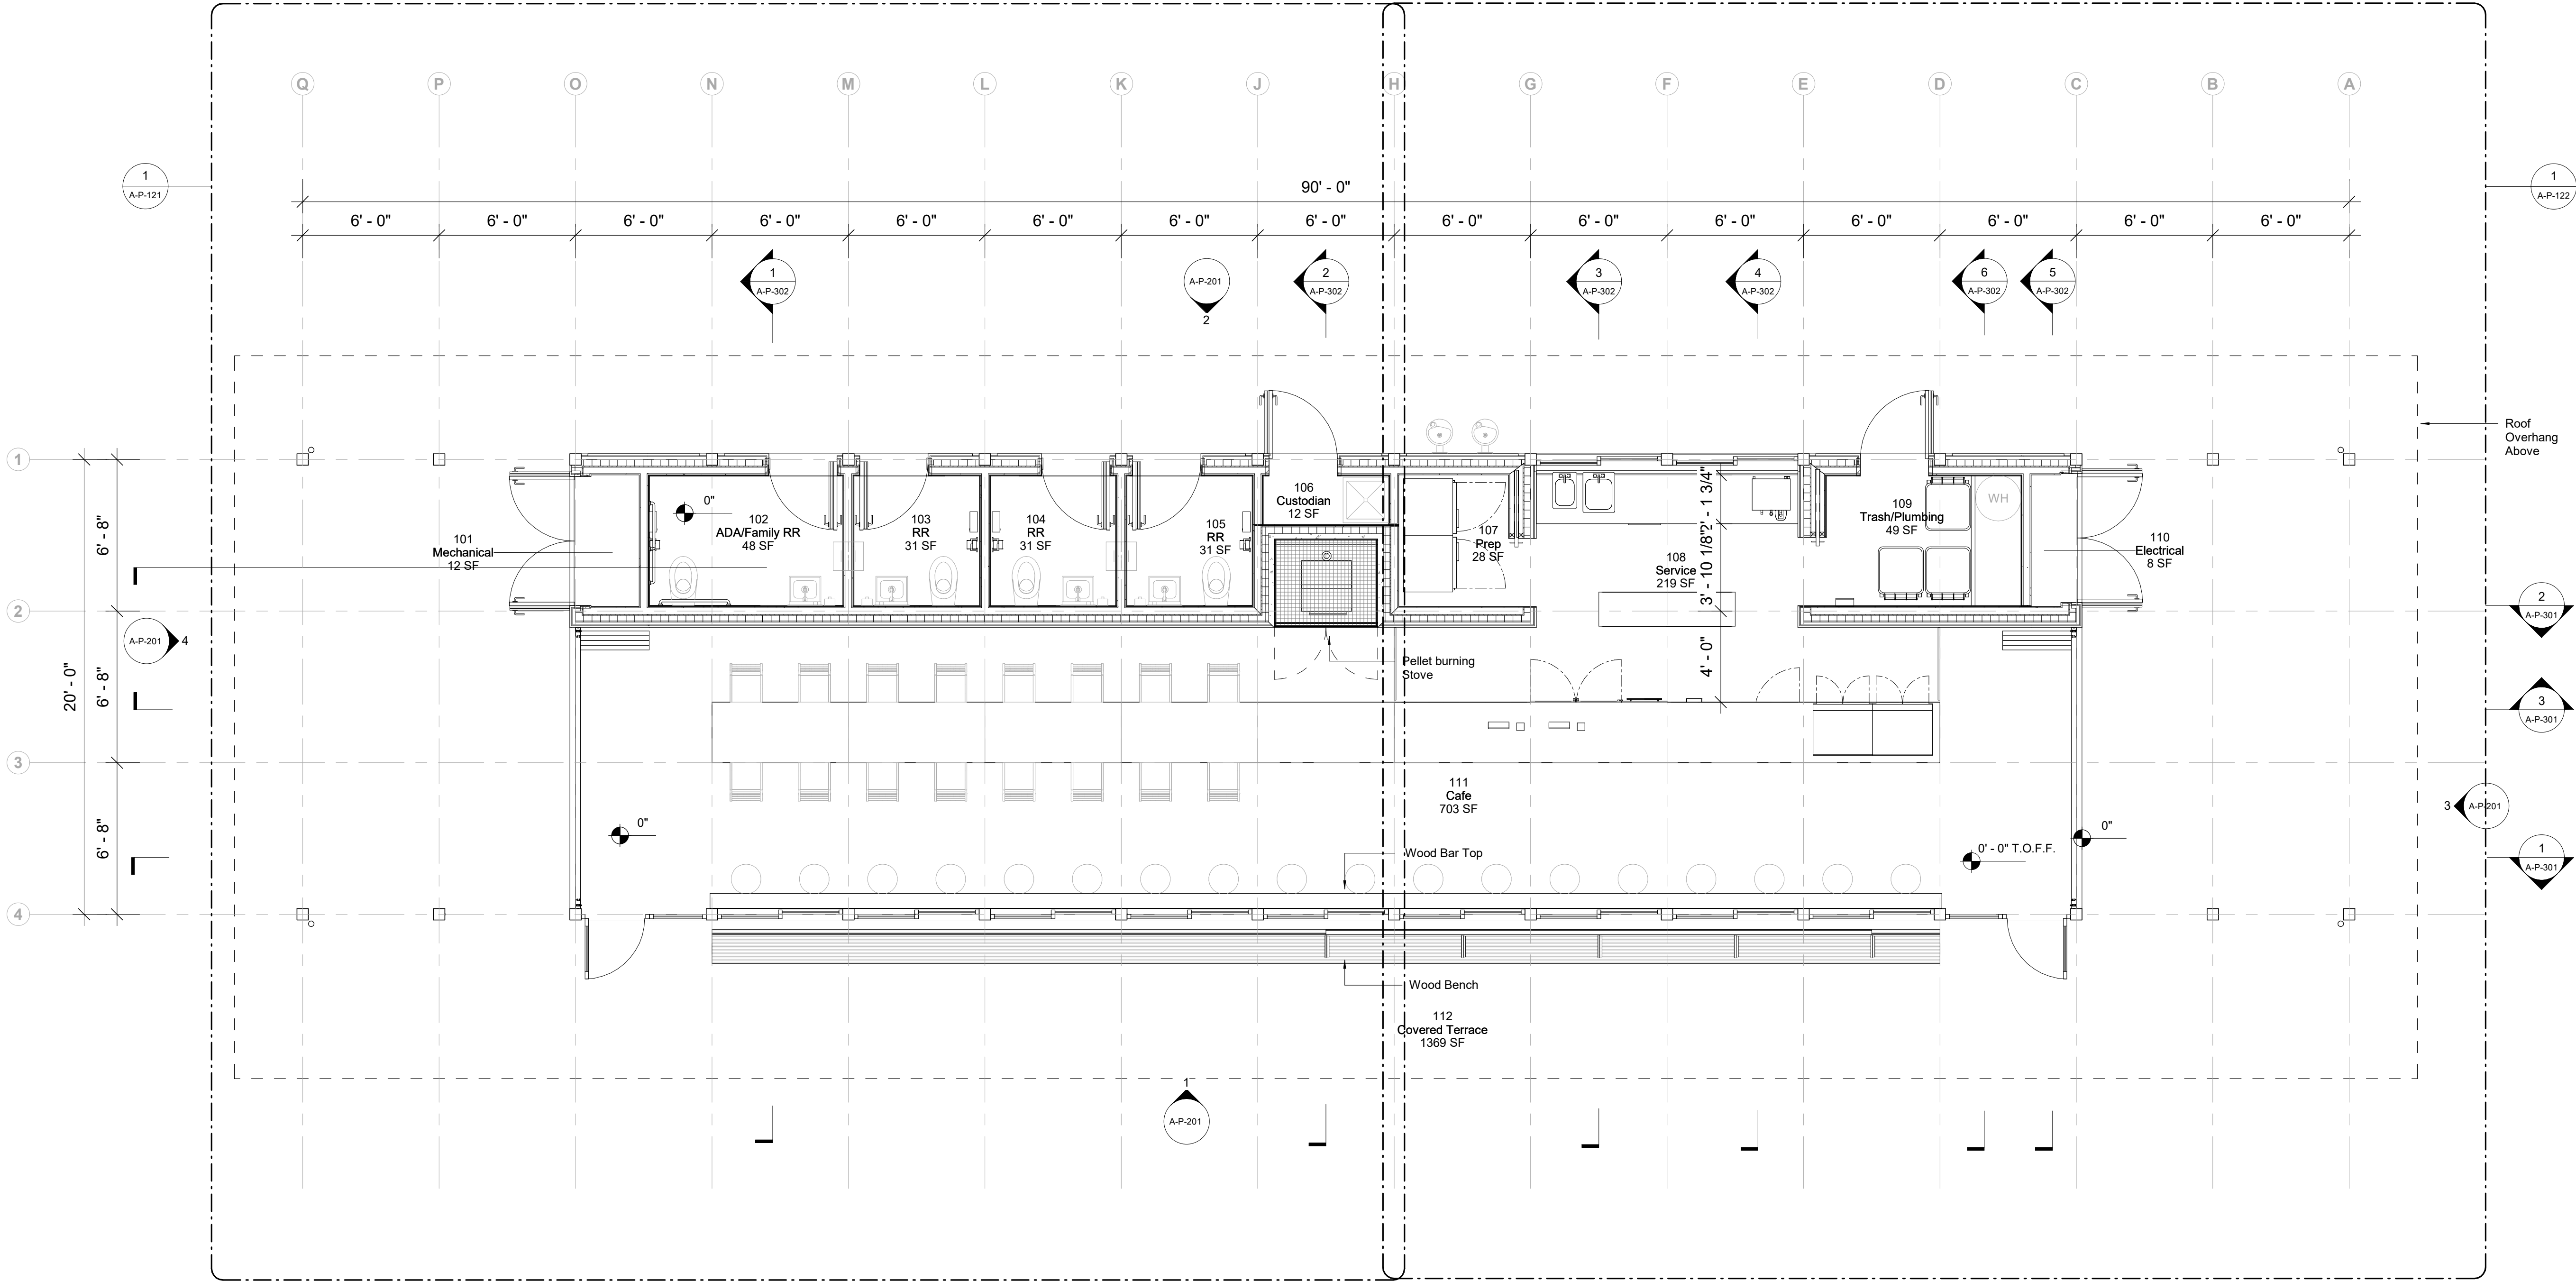 Q P O N M L K J H G F E D C B A
1
A-P-121
1
A-P-122
90' - 0"
6' - 0" 6' - 0" 6' - 0" 6' - 0" 6' - 0" 6' - 0" 6' - 0" 6' - 0" 6' - 0" 6' - 0" 6' - 0" 6' - 0" 6' - 0" 6' - 0" 6' - 0"
1
A-P-302
A-P-201
2
2
A-P-302
3
A-P-302
4
A-P-302
6
A-P-302
5
A-P-302
Roof
Overhang
Above
1
2
3
4
20' - 0"
6' - 8"
6' - 8"
6' - 8"
101
Mechanical
12 SF
0"
102
ADA/Family RR
48 SF
103
RR
31 SF
104
RR
31 SF
105
RR
31 SF
106
Custodian
12 SF
107
Prep
28 SF
108
Service
219 SF
2' - 1 3/4"
3' - 10 1/8"
4' - 0"
109
Trash/Plumbing
49 SF
WH
110
Electrical
8 SF
A-P-201
4
2
A-P-301
3
A-P-301
3
A-P-201
1
A-P-301
Pellet burning
Stove
111
Cafe
703 SF
0"
0"
0' - 0" T.O.F.F.
Wood Bar Top
Wood Bench
112
Covered Terrace
1369 SF
1
A-P-201